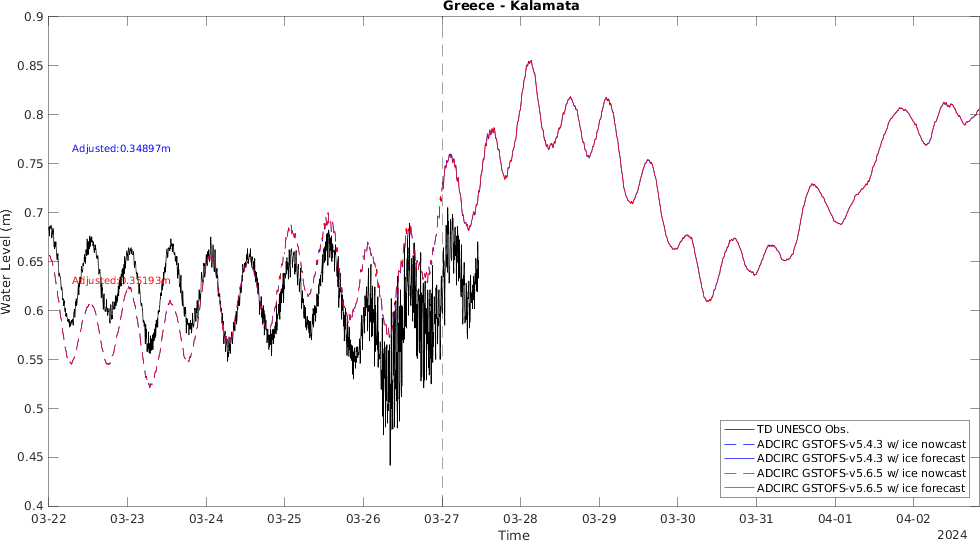 Greece - Kalamata
Water Level (m)
0.9
0.85
0.8
0.75
0.7
0.65
0.6
0.55
0.5
0.45
0.4
Adjusted:0.34897m
Adjusted:0.35193m
TD UNESCO Obs.
ADCIRC GSTOFS-v5.4.3 w/ ice nowcast
ADCIRC GSTOFS-v5.4.3 w/ ice forecast
ADCIRC GSTOFS-v5.6.5 w/ ice nowcast
ADCIRC GSTOFS-v5.6.5 w/ ice forecast
03-22 03-23 03-24 03-25 03-26 03-27 03-28 03-29 03-30 03-31 04-01 04-02
Time
2024